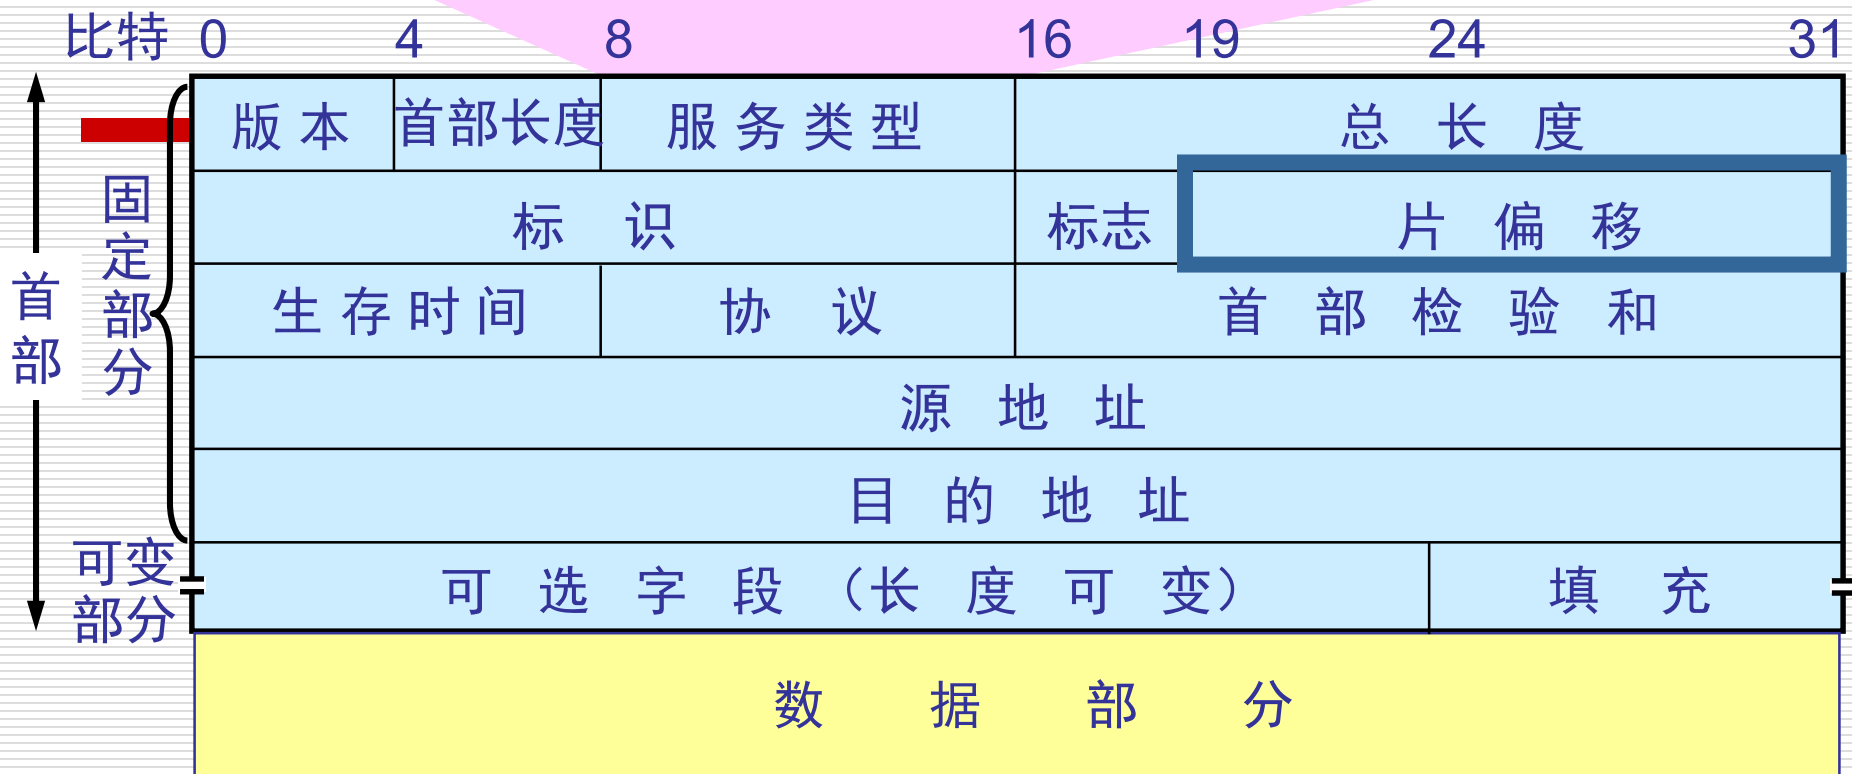 比特 0 4 8 16 19 24 31
版本 首部长度 服务类型 总长度
标识 标志 片偏移
生存时间 协议 首部检验和
源地址
目的地址
可选字段（长度可变） 填充
数据部分
首部
固定部分
可变
部分